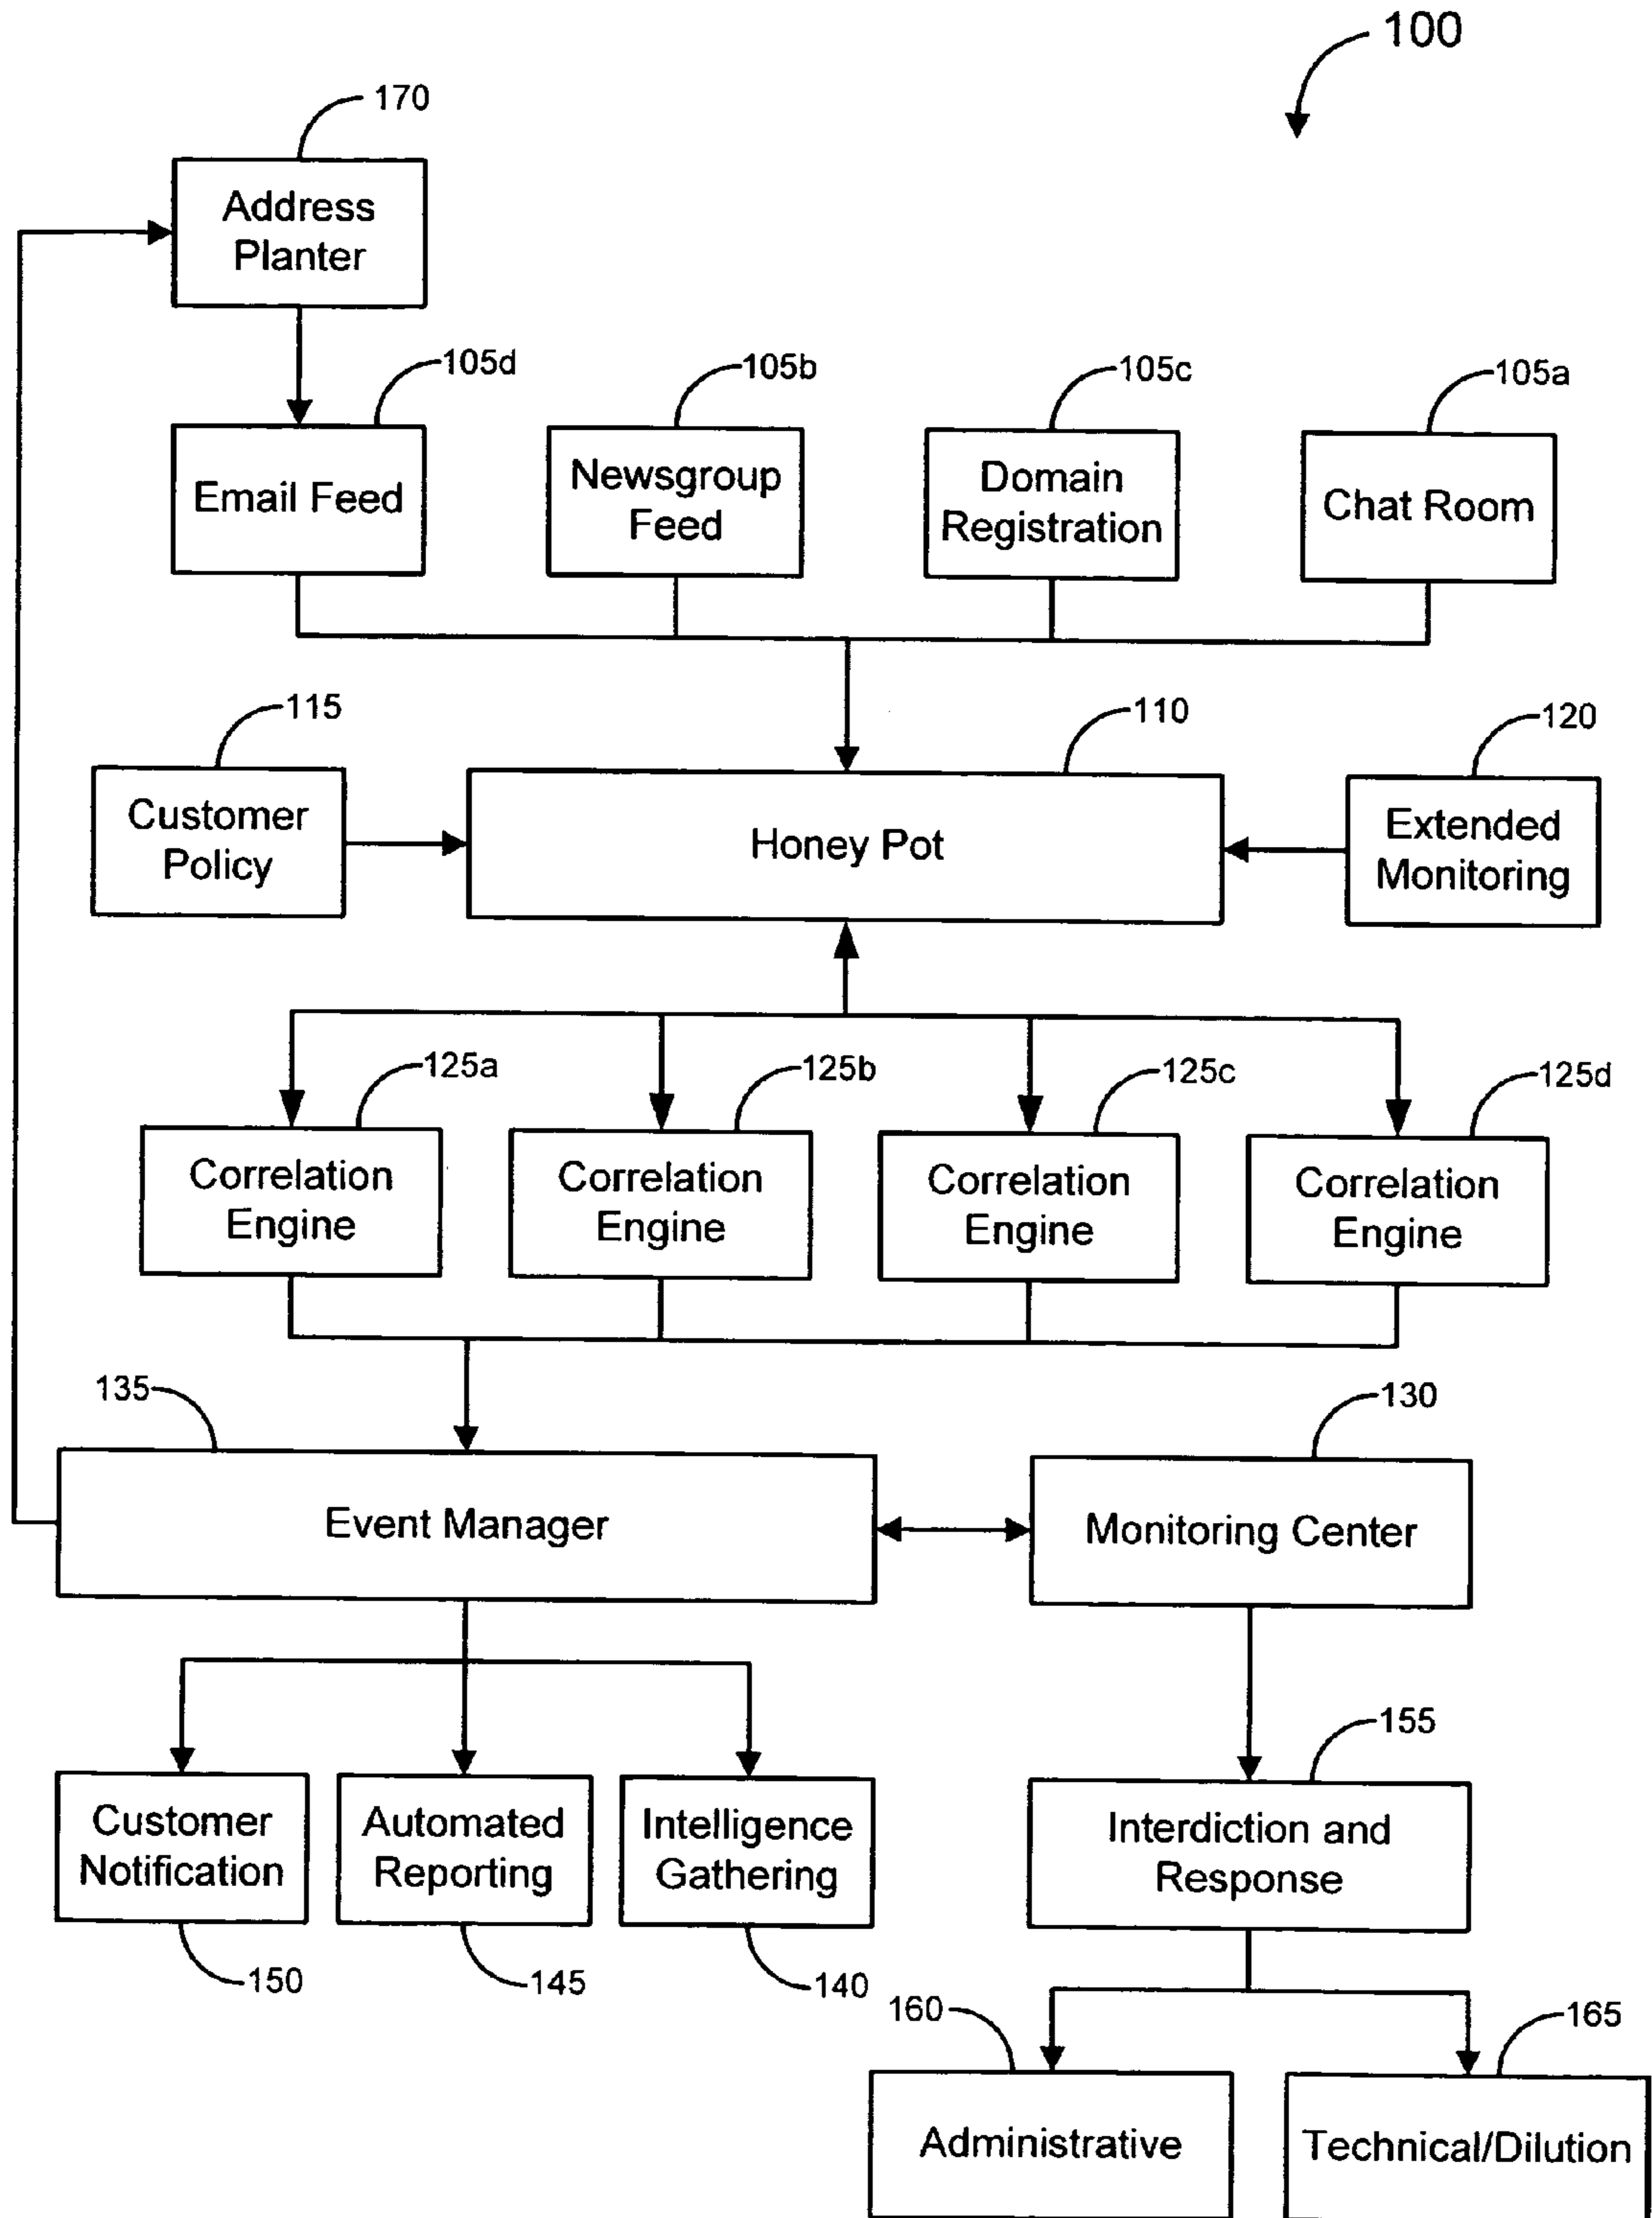 100
170
Address
Planter
105d
105b
105c
105a
Email Feed
Newsgroup
Feed
Domain
Registration
Chat Room
115
110
120
Customer
Policy
Honey Pot
Extended
Monitoring
125a
125b
125c
125d
Correlation
Engine
Correlation
Engine
Correlation
Engine
Correlation
Engine
135
130
Event Manager
Monitoring Center
155
Customer
Notification
Automated
Reporting
Intelligence
Gathering
Interdiction and
Response
150
145
140
160
165
Administrative
Technical/Dilution